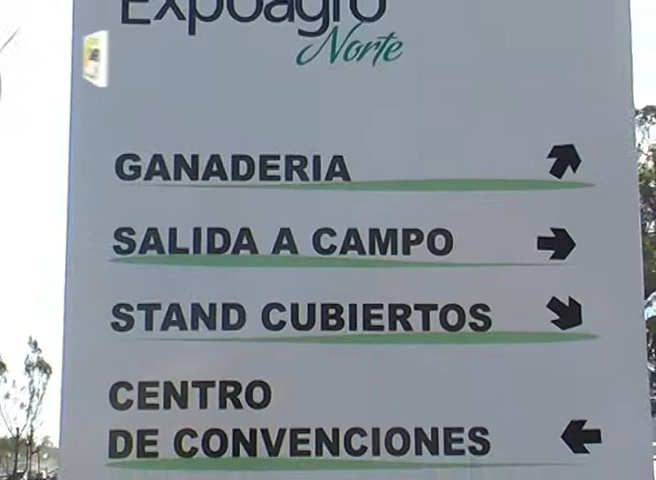 Expoagro
Norte
GANADERIA
SALIDA A CAMPO
STAND CUBIERTOS
CENTRO
DE CONVENCIONES